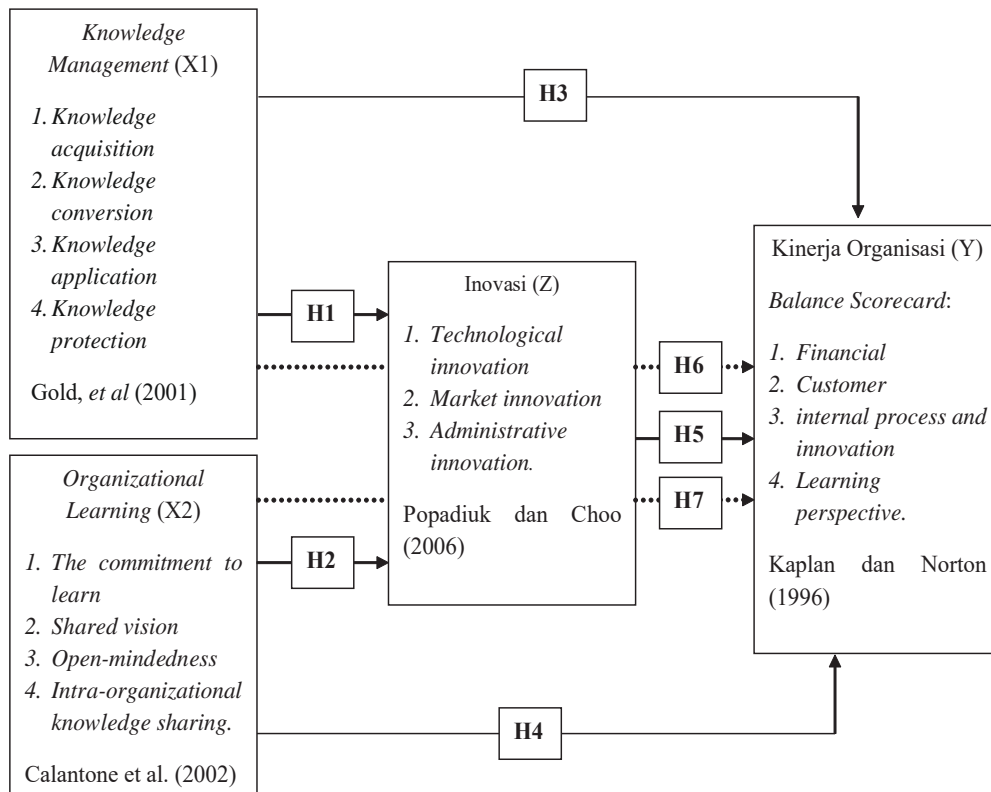 Knowledge
Management (X1)
1. Knowledge
acquisition
2. Knowledge
conversion
3. Knowledge
application
4. Knowledge
protection
Gold, et al (2001)
H3
H1
Organizational
Learning (X2)
1. The commitment to
learn
2. Shared vision
3. Open-mindedness
4. Intra-organizational
knowledge sharing.
Calantone et al. (2002)
H2
H4
Inovasi (Z)
1. Technological
innovation
2. Market innovation
3. Administrative
innovation.
Popadiuk dan Choo
(2006)
H6
H5
H7
Kinerja Organisasi (Y)
Balance Scorecard:
1. Financial
2. Customer
3. internal process and
innovation
4. Learning
perspective.
Kaplan dan Norton
(1996)